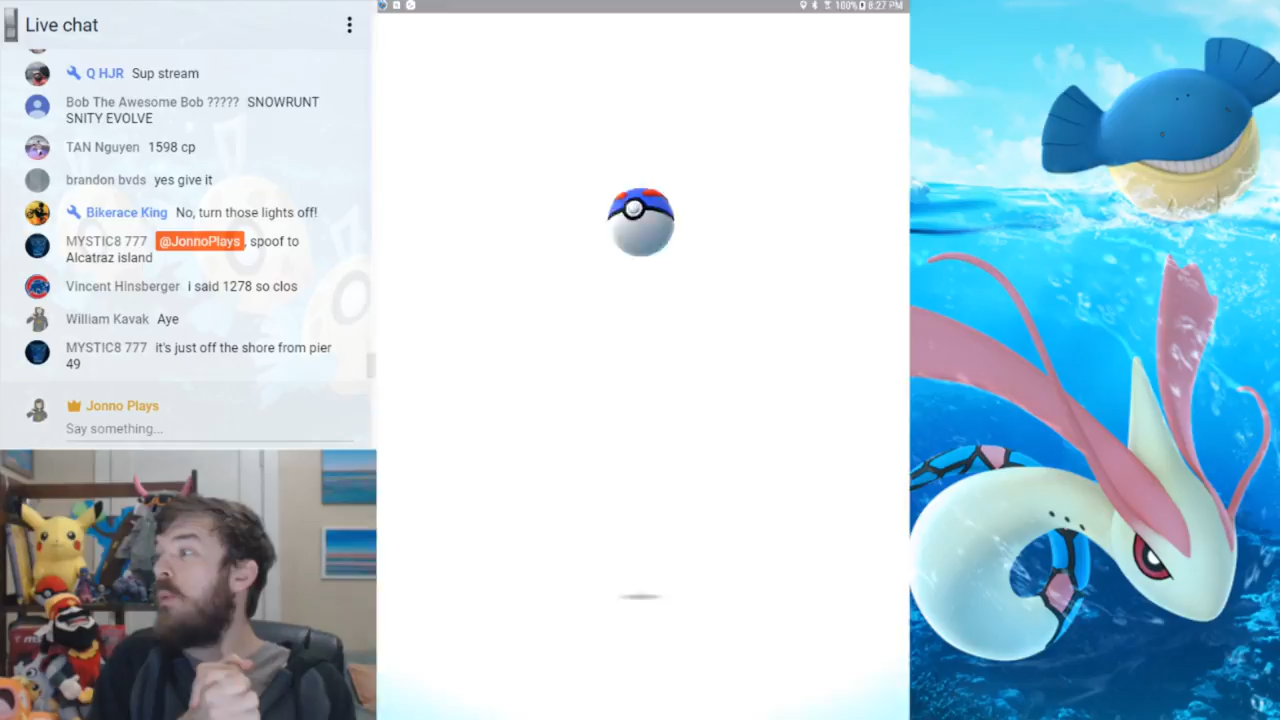 Live chat
100% 8:27 PM
Q HJR Sup stream
Bob The Awesome Bob ????? SNOWRUNT
SNITY EVOLVE
TAN Nguyen 1598 cp
brandon bvds yes give it
Bikerace King No, turn those lights off!
MYSTIC8 777 @JonnoPlays, spoof to
Alcatraz island
Vincent Hinsberger i said 1278 so clos
William Kavak Aye
MYSTIC8 777 it's just off the shore from pier
49
Jonno Plays
Say something...